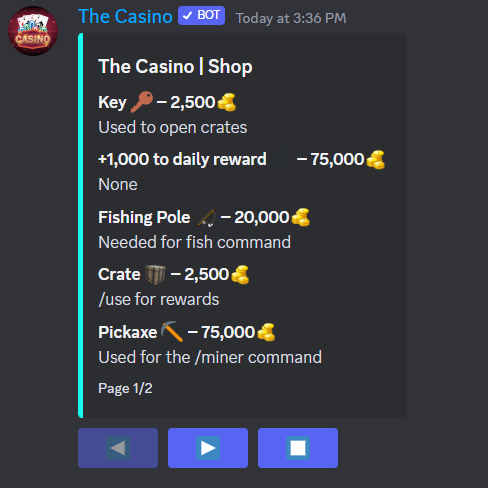 The Casino ✓ BOT Today at 3:36 PM
CASINO
The Casino | Shop
Key – 2,500
Used to open crates
+1,000 to daily reward – 75,000
None
Fishing Pole – 20,000
Needed for fish command
Crate – 2,500
/use for rewards
Pickaxe – 75,000
Used for the /miner command
Page 1/2